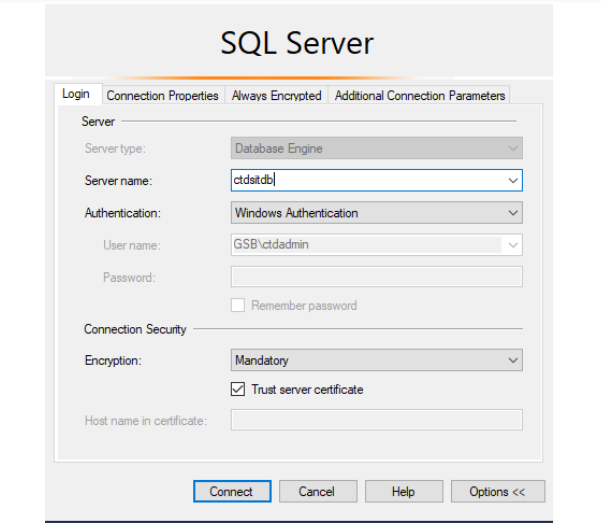 SQL Server
Login Connection Properties Always Encrypted Additional Connection Parameters
Server
Server type: Database Engine
Server name: ctdsitdb
Authentication: Windows Authentication
User name: GSB\ctdadmin
Password:
Remember password
Connection Security
Encryption: Mandatory
Trust server certificate
Host name in certificate:
Connect Cancel Help Options <<